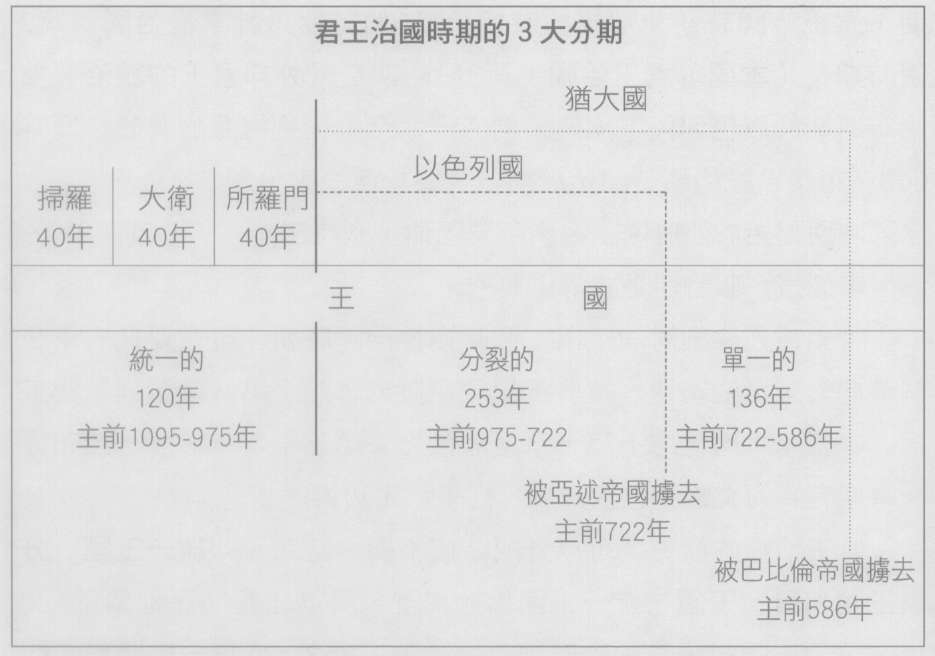 君王治國時期的 3 大分期
猶大國
以色列國
掃羅 大衛 所羅門
40年 40年 40年
王 國
統一的 分裂的 單一的
120年 253年 136年
主前1095-975年 主前975-722 主前722-586年
被亞述帝國擄去
主前722年
被巴比倫帝國擄去
主前586年